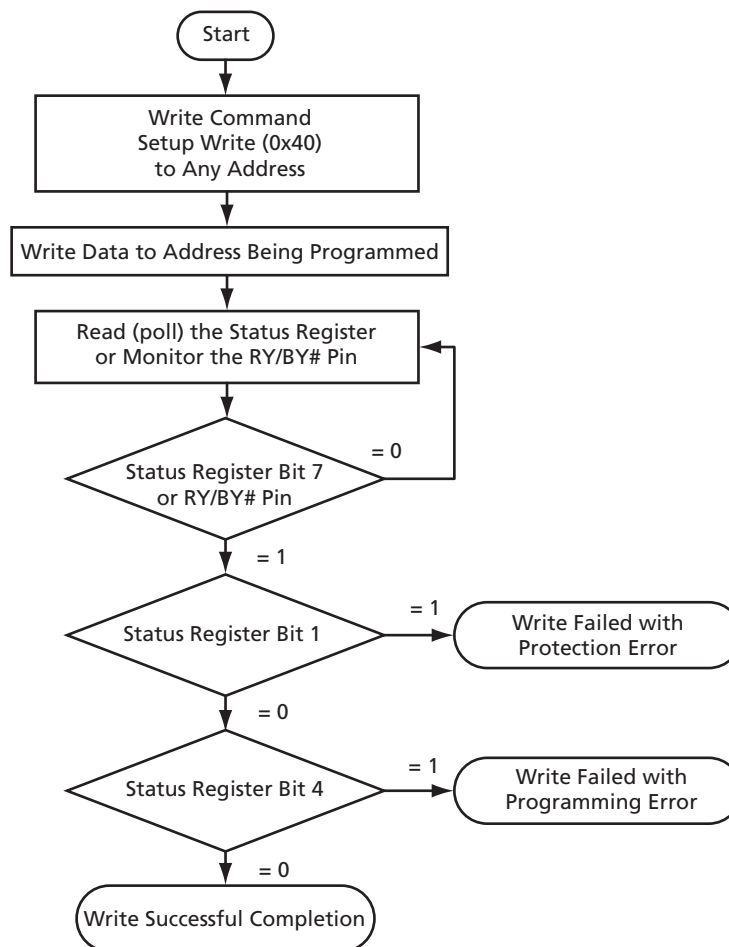 Start
Write Command
Setup Write (0x40)
to Any Address
Write Data to Address Being Programmed
Read (poll) the Status Register
or Monitor the RY/BY# Pin
= 0
Status Register Bit 7
or RY/BY# Pin
= 1
= 1
Status Register Bit 1
Write Failed with
Protection Error
= 0
= 1
Status Register Bit 4
Write Failed with
Programming Error
= 0
Write Successful Completion